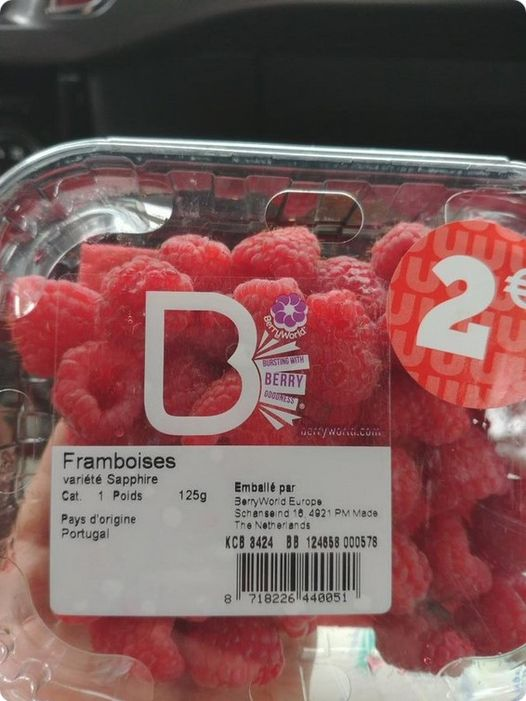 2€
B
BerryWorld
BURSTING WITH
BERRY
GOODNESS
berryworld.com
Framboises
variété Sapphire
Cat. 1 Poids 125g
Pays d'origine
Portugal
Emballé par
BerryWorld Europe
Schanseind 16, 4921 PM Made
The Netherlands
KCB 3424 BB 124658 000578
8 718226 440051